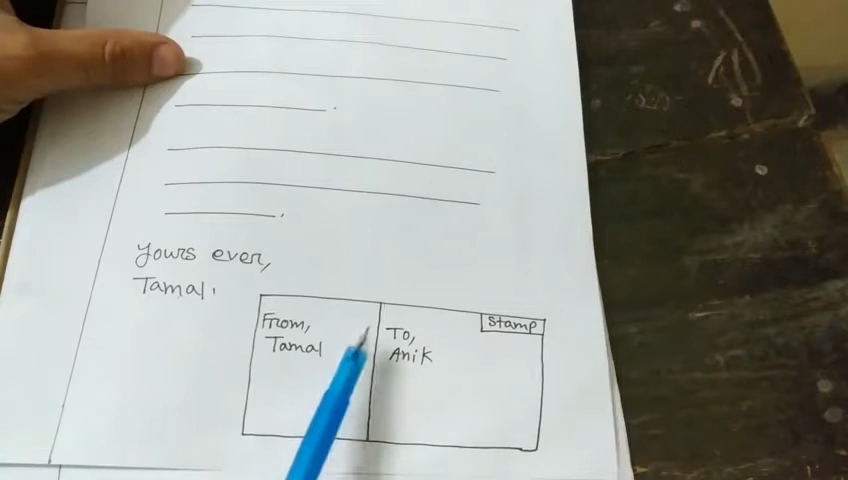 Yours ever,
Tamal.
From,
Tamal
To,
Anik
Stamp